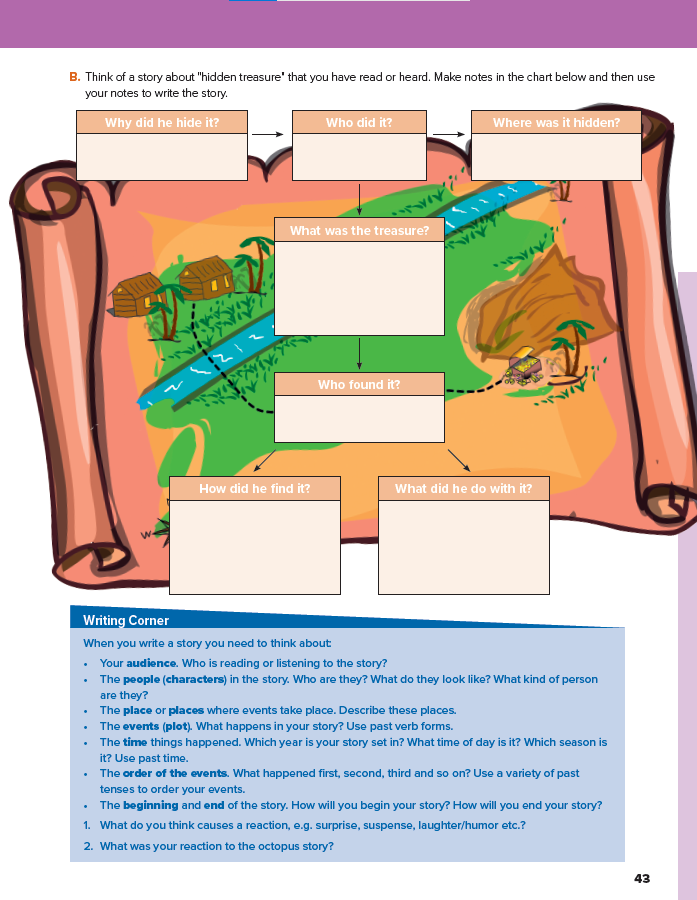 B. Think of a story about "hidden treasure" that you have read or heard. Make notes in the chart below and then use
your notes to write the story.
Why did he hide it?
Who did it?
Where was it hidden?
What was the treasure?
Who found it?
How did he find it?
What did he do with it?
Writing Corner
When you write a story you need to think about:
• Your audience. Who is reading or listening to the story?
• The people (characters) in the story. Who are they? What do they look like? What kind of person
are they?
• The place or places where events take place. Describe these places.
• The events (plot). What happens in your story? Use past verb forms.
• The time things happened. Which year is your story set in? What time of day is it? Which season is
it? Use past time.
• The order of the events. What happened first, second, third and so on? Use a variety of past
tenses to order your events.
• The beginning and end of the story. How will you begin your story? How will you end your story?
1. What do you think causes a reaction, e.g. surprise, suspense, laughter/humor etc.?
2. What was your reaction to the octopus story?
43